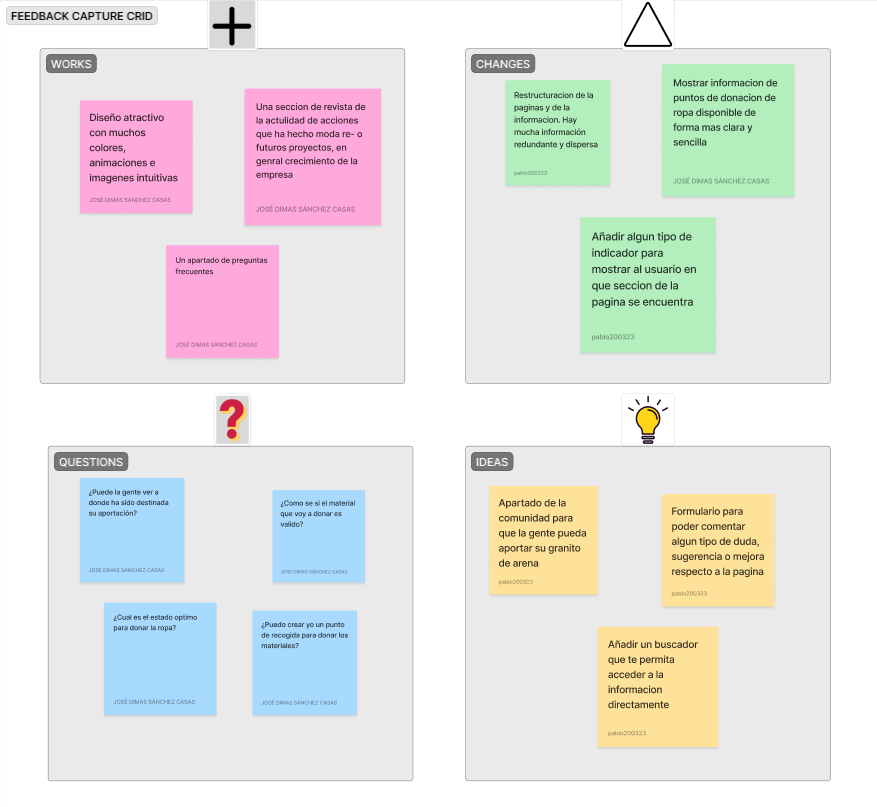 FEEDBACK CAPTURE CRID
WORKS
Diseño atractivo
con muchos
colores,
animaciones e
imagenes intuitivas
JOSÉ DIMAS SÁNCHEZ CASAS
Una seccion de revista de
la actulidad de acciones
que ha hecho moda re- o
futuros proyectos, en
genral crecimiento de la
empresa
JOSÉ DIMAS SÁNCHEZ CASAS
Un apartado de preguntas
frecuentes
JOSÉ DIMAS SÁNCHEZ CASAS
CHANGES
Restructuracion de la
paginas y de la
informacion. Hay
mucha información
redundante y dispersa
pablo200323
Mostrar informacion de
puntos de donacion de
ropa disponible de
forma mas clara y
sencilla
JOSÉ DIMAS SÁNCHEZ CASAS
Añadir algun tipo de
indicador para
mostrar al usuario en
que seccion de la
pagina se encuentra
pablo200323
QUESTIONS
¿Puede la gente ver a
donde ha sido destinada
su aportación?
JOSÉ DIMAS SÁNCHEZ CASAS
¿Como se si el material
que voy a donar es
valido?
JOSÉ DIMAS SÁNCHEZ CASAS
¿Cual es el estado optimo
para donar la ropa?
JOSÉ DIMAS SÁNCHEZ CASAS
¿Puedo crear yo un punto
de recogida para donar los
materiales?
JOSÉ DIMAS SÁNCHEZ CASAS
IDEAS
Apartado de la
comunidad para
que la gente pueda
aportar su granito
de arena
pablo200323
Formulario para
poder comentar
algun tipo de duda,
sugerencia o mejora
respecto a la pagina
pablo200323
Añadir un buscador
que te permita
acceder a la
informacion
directamente
pablo200323